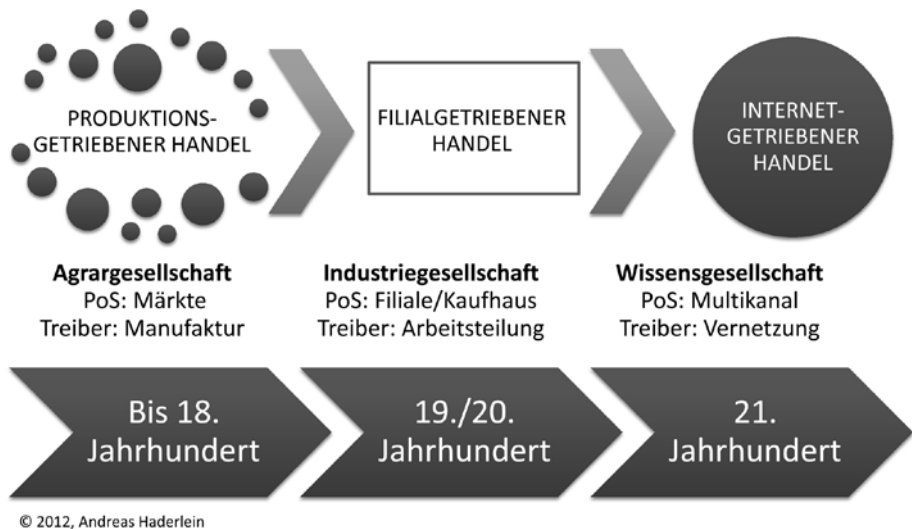 PRODUKTIONS-
GETRIEBENER HANDEL
FILIALGETRIEBENER
HANDEL
INTERNET-
GETRIEBENER
HANDEL
Agrargesellschaft
PoS: Märkte
Treiber: Manufaktur
Industriegesellschaft
PoS: Filiale/Kaufhaus
Treiber: Arbeitsteilung
Wissensgesellschaft
PoS: Multikanal
Treiber: Vernetzung
Bis 18.
Jahrhundert
19./20.
Jahrhundert
21.
Jahrhundert
© 2012, Andreas Haderlein